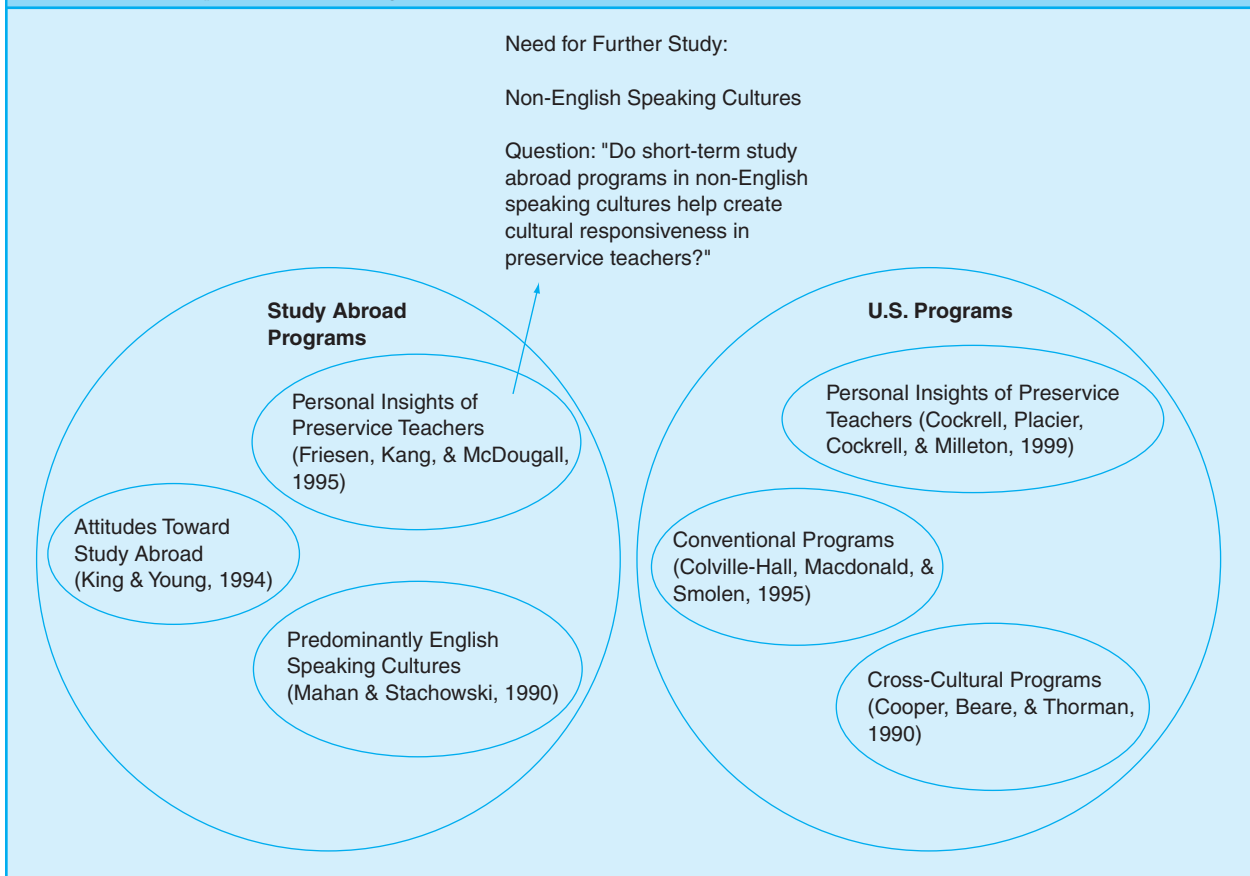 Need for Further Study:
Non-English Speaking Cultures
Question: "Do short-term study
abroad programs in non-English
speaking cultures help create
cultural responsiveness in
preservice teachers?"
Study Abroad
Programs
Personal Insights of
Preservice Teachers
(Friesen, Kang, & McDougall,
1995)
Attitudes Toward
Study Abroad
(King & Young, 1994)
Predominantly English
Speaking Cultures
(Mahan & Stachowski, 1990)
U.S. Programs
Personal Insights of Preservice
Teachers (Cockrell, Placier,
Cockrell, & Milleton, 1999)
Conventional Programs
(Colville-Hall, Macdonald, &
Smolen, 1995)
Cross-Cultural Programs
(Cooper, Beare, & Thorman,
1990)